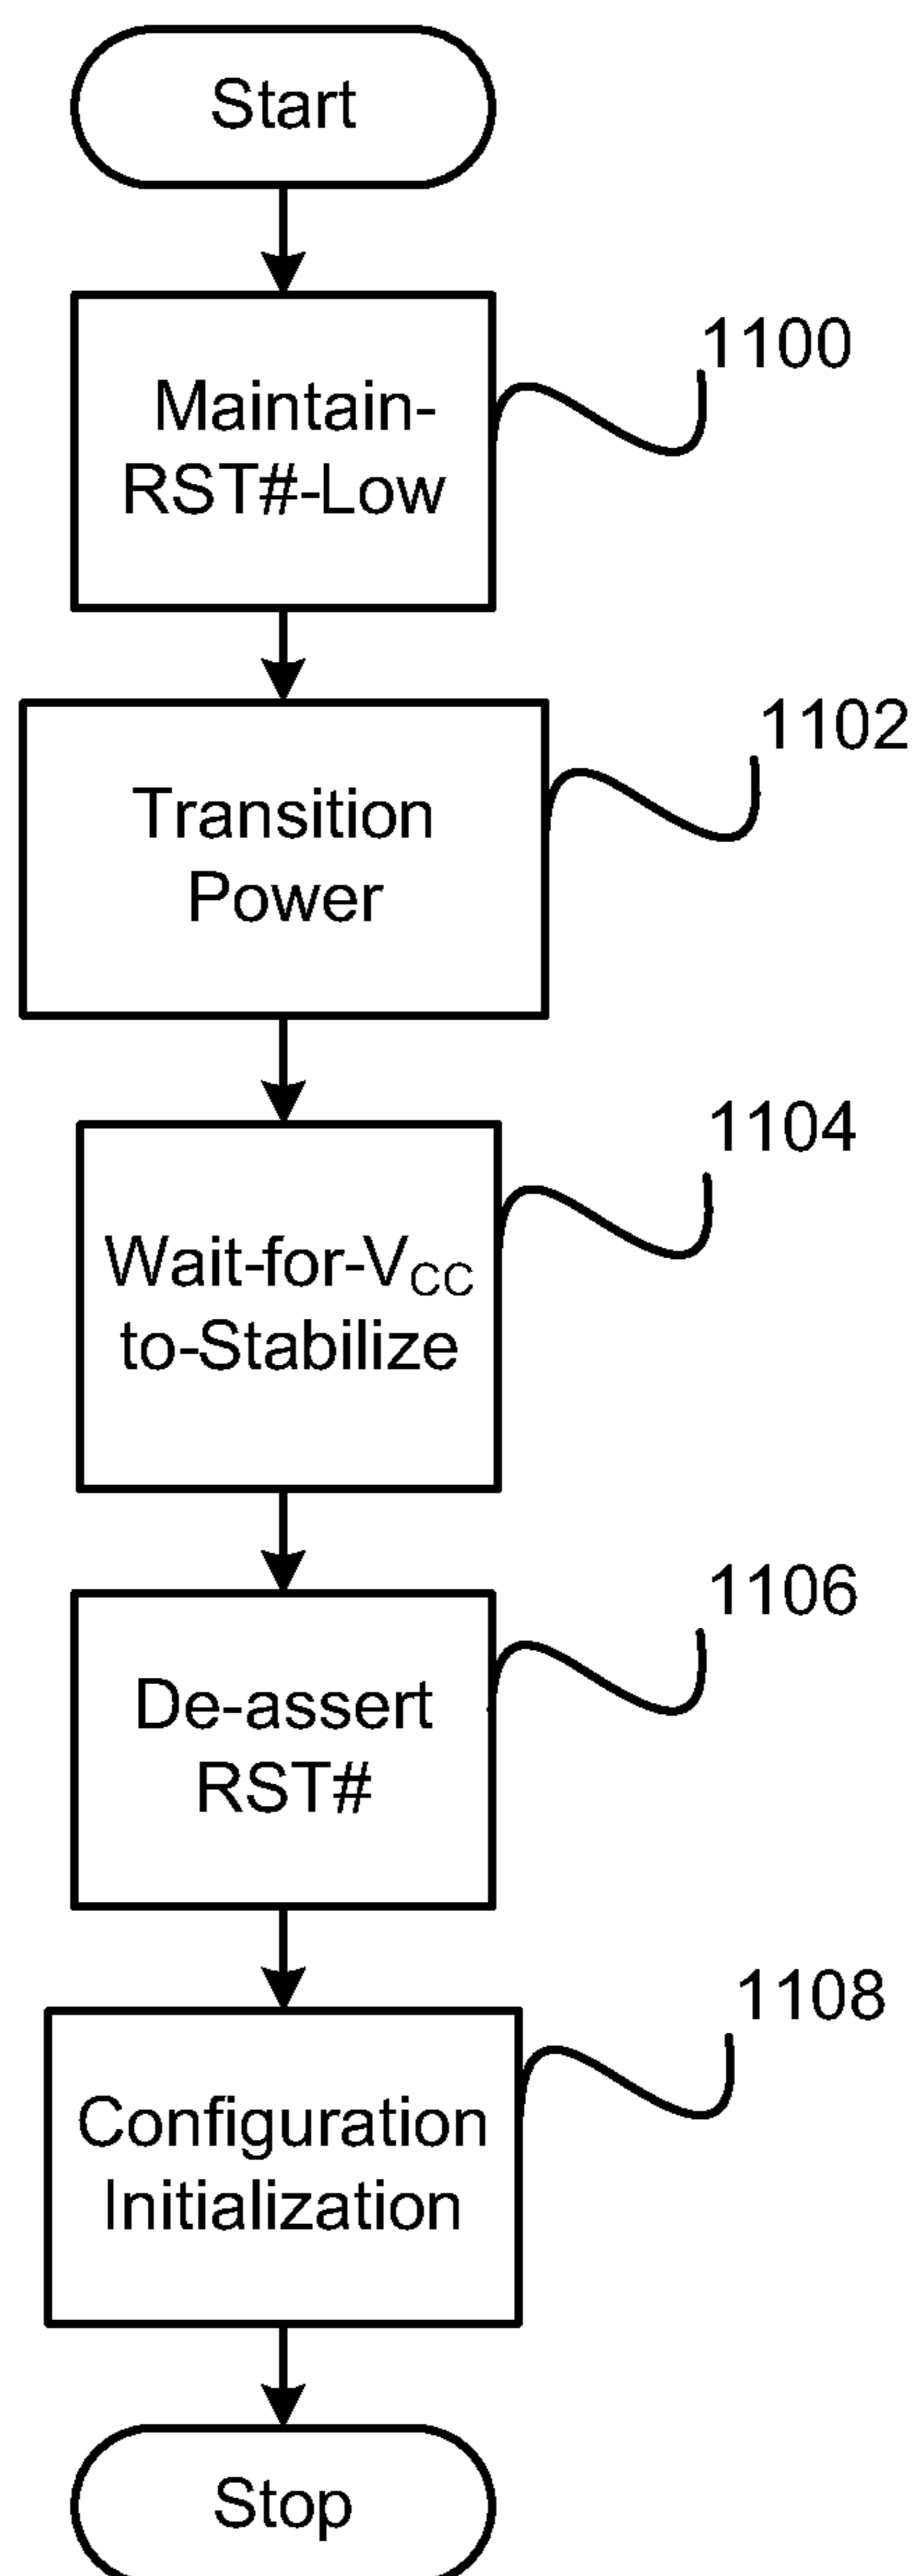 Start
Maintain-
RST#-Low
1100
Transition
Power
1102
Wait-for-VCC
to-Stabilize
1104
De-assert
RST#
1106
Configuration
Initialization
1108
Stop